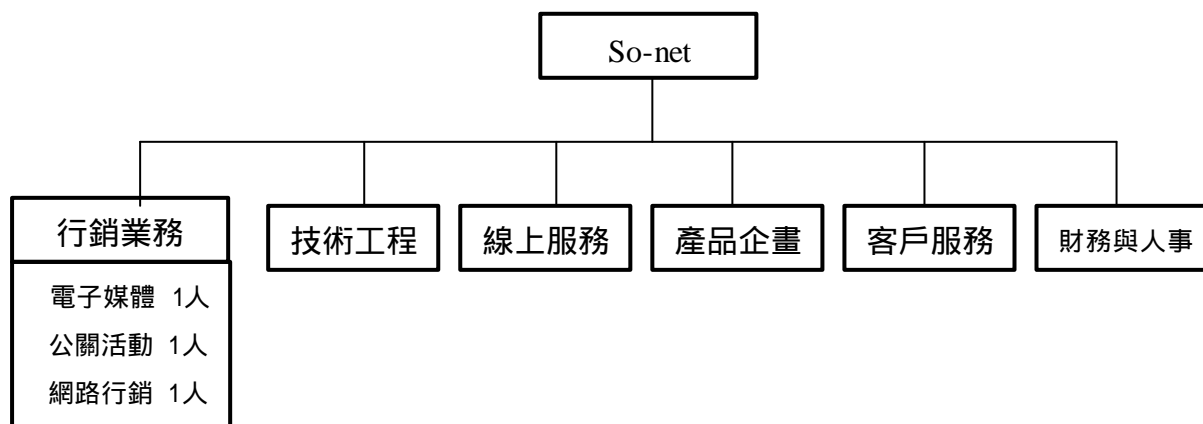 So-net
行銷業務
技術工程
線上服務
產品企畫
客戶服務
財務與人事
電子媒體 1人
公關活動 1人
網路行銷 1人